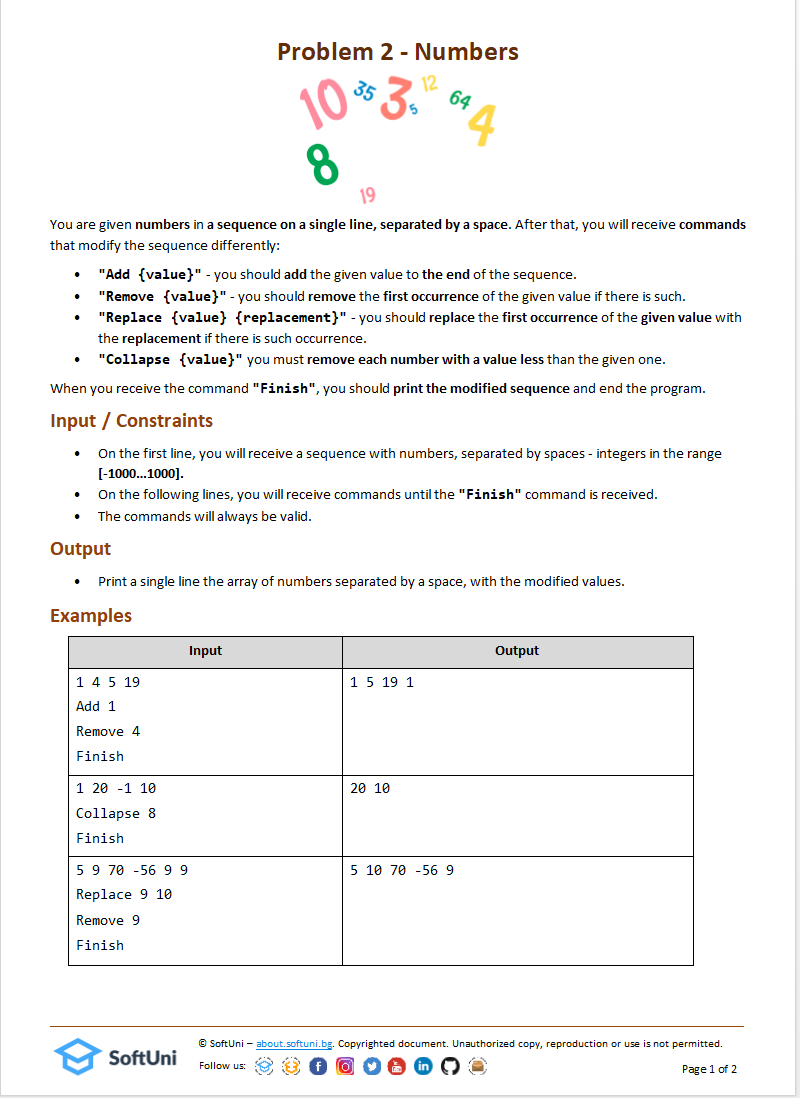 Problem 2 - Numbers
10 35 3 5 12 64 4
8
19
You are given numbers in a sequence on a single line, separated by a space. After that, you will receive commands
that modify the sequence differently:
• "Add {value}" - you should add the given value to the end of the sequence.
• "Remove {value}" - you should remove the first occurrence of the given value if there is such.
• "Replace {value} {replacement}" - you should replace the first occurrence of the given value with
the replacement if there is such occurrence.
• "Collapse {value}" you must remove each number with a value less than the given one.
When you receive the command "Finish", you should print the modified sequence and end the program.
Input / Constraints
• On the first line, you will receive a sequence with numbers, separated by spaces - integers in the range
[-1000…1000].
• On the following lines, you will receive commands until the "Finish" command is received.
• The commands will always be valid.
Output
• Print a single line the array of numbers separated by a space, with the modified values.
Examples
Input Output
1 4 5 19 1 5 19 1
Add 1
Remove 4
Finish
1 20 -1 10 20 10
Collapse 8
Finish
5 9 70 -56 9 9 5 10 70 -56 9
Replace 9 10
Remove 9
Finish
SoftUni
© SoftUni – about.softuni.bg. Copyrighted document. Unauthorized copy, reproduction or use is not permitted.
Follow us:
Page 1 of 2